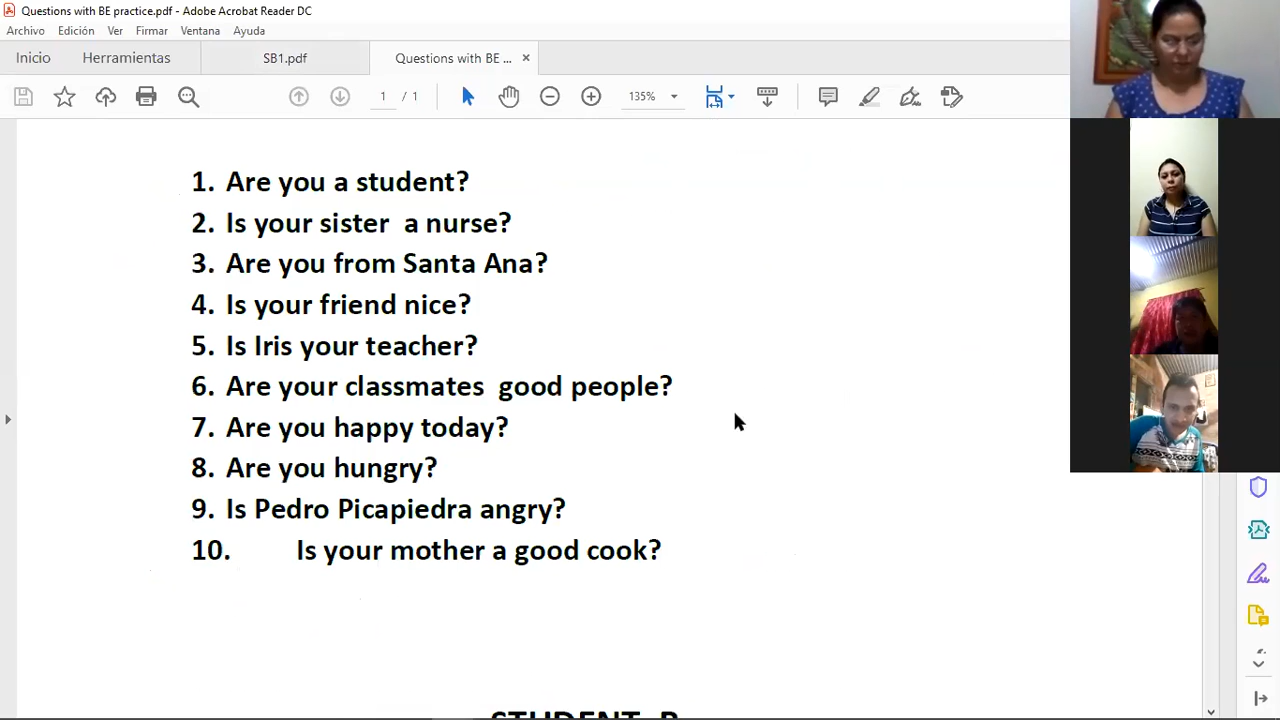 Questions with BE practice.pdf - Adobe Acrobat Reader DC
Archivo Edición Ver Firmar Ventana Ayuda
Inicio Herramientas SB1.pdf Questions with BE ... ×
1 / 1 135%
1. Are you a student?
2. Is your sister a nurse?
3. Are you from Santa Ana?
4. Is your friend nice?
5. Is Iris your teacher?
6. Are your classmates good people?
7. Are you happy today?
8. Are you hungry?
9. Is Pedro Picapiedra angry?
10. Is your mother a good cook?
STUDENT B